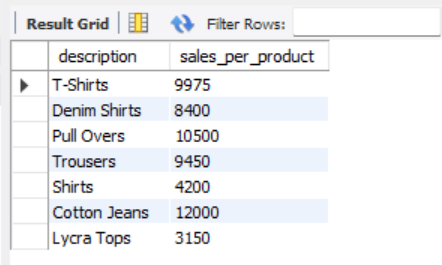 Result Grid Filter Rows:
description sales_per_product
T-Shirts 9975
Denim Shirts 8400
Pull Overs 10500
Trousers 9450
Shirts 4200
Cotton Jeans 12000
Lycra Tops 3150